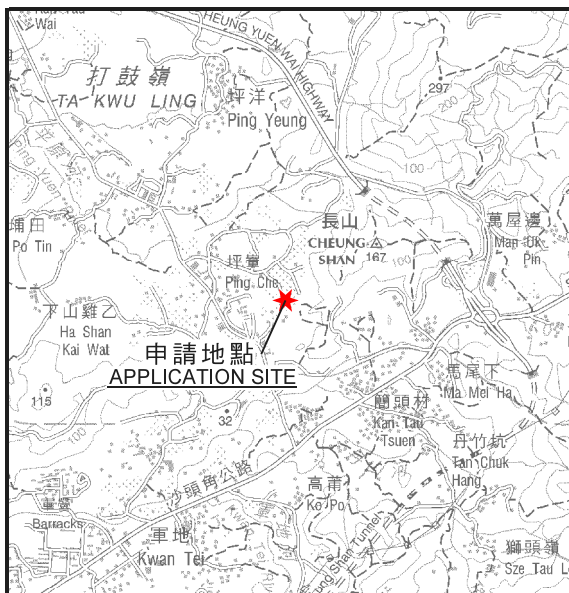 Wai
CHEUNG YUEN WAI HIGHWAY
打鼓嶺
TA KWU LING
坪洋
Ping Yeung
297
200
100
埔田
Po Tin
長山
CHEUNG SHAN
167
100
萬屋邊
Man Uk
Pin
坪輋
Ping Che
下山雞乙
Ha Shan
Kai Wat
申請地點
APPLICATION SITE
馬尾下
Ma Mei Ha
115
32
100
簡頭村
Kan Tau
Tsuen
丹竹坑
Tan Chuk
Hang
沙頭角公路
高莆
Ko Po
Barracks
軍地
Kwan Tei
Shan Tunnel
獅頭嶺
Sze Tau L